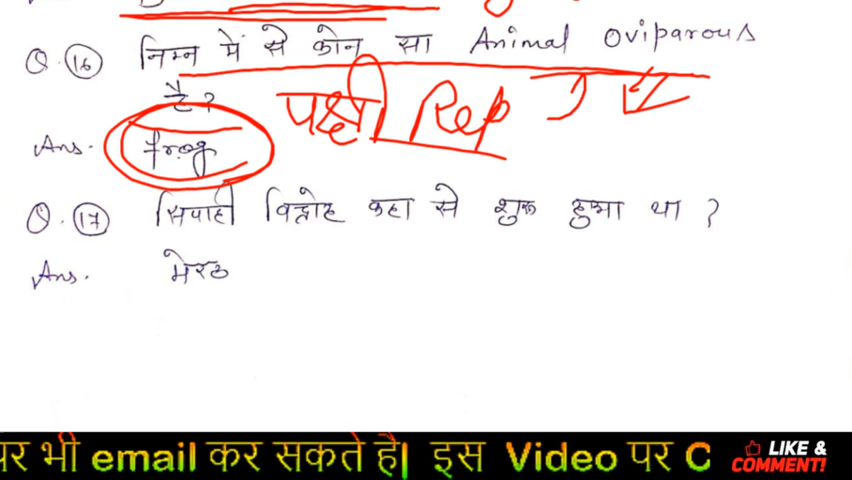 Q. 16 निम्न में से कोन सा Animal Oviparous
है?
पक्षी Rep
Ans. frog
Q. 17 सिपाही विद्रोह कहा से शुरू हुआ था ?
Ans. मेरठ
पर भी email कर सकते है। इस Video पर C
LIKE &
COMMENT!